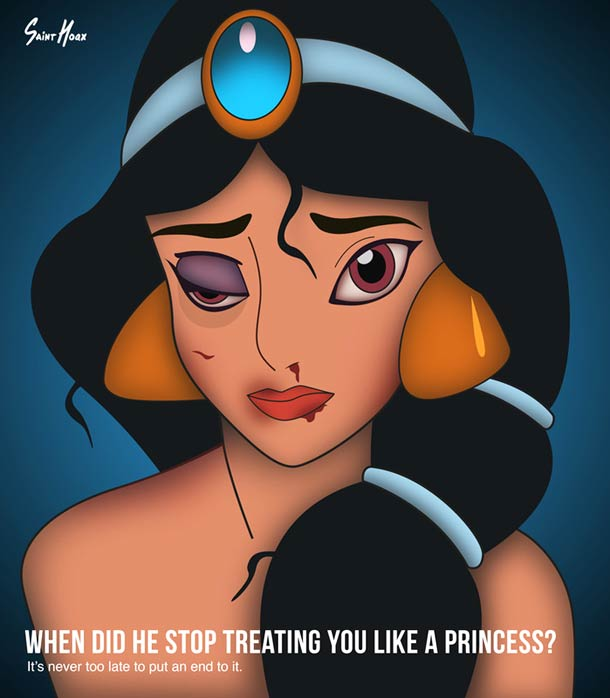 Saint Hoax
WHEN DID HE STOP TREATING YOU LIKE A PRINCESS?
It's never too late to put an end to it.